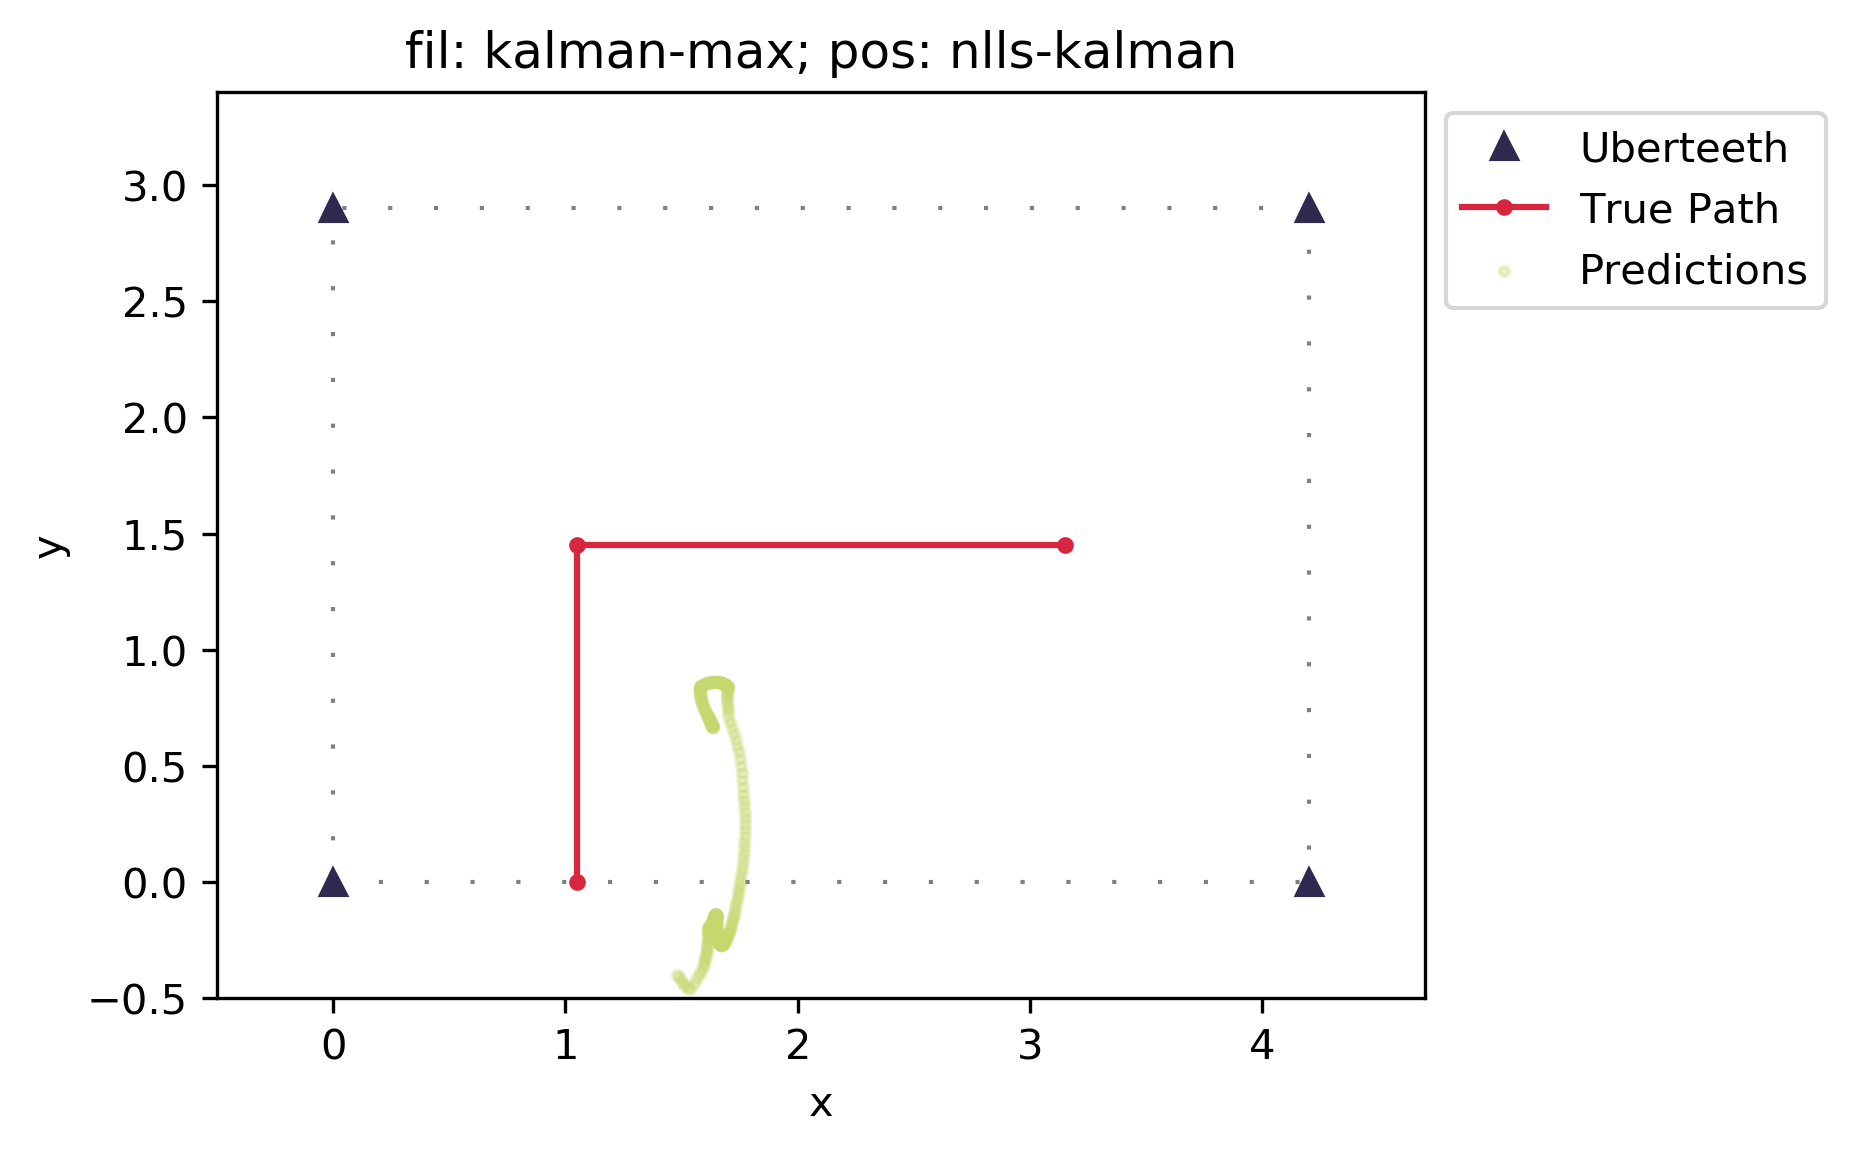 fil: kalman-max; pos: nlls-kalman
Uberteeth
True Path
Predictions
3.0
2.5
2.0
1.5
1.0
0.5
0.0
−0.5
y
0 1 2 3 4
x